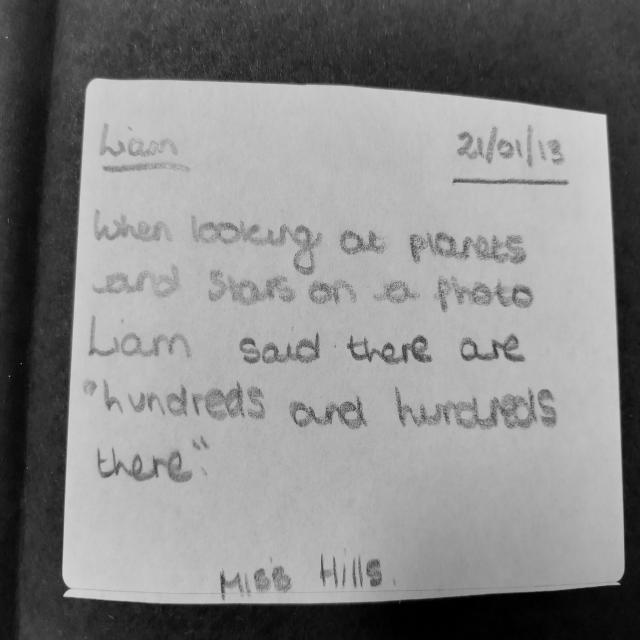 Liam 21/01/13
When looking at planets
and stars on a photo
Liam said there are
"hundreds and hundreds
there".
Miss Hills.